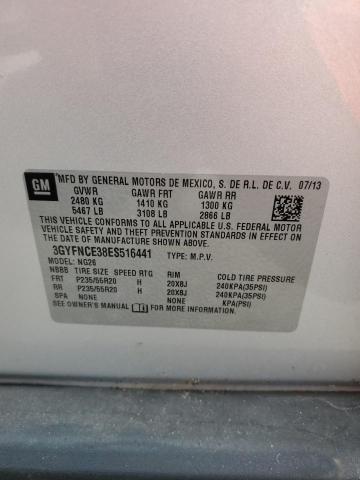 GM
MFD BY GENERAL MOTORS DE MEXICO, S. DE R.L. DE C.V. 07/13
GVWR GAWR FRT GAWR RR
2480 KG 1410 KG 1300 KG
5467 LB 3108 LB 2866 LB
THIS VEHICLE CONFORMS TO ALL APPLICABLE U.S. FEDERAL MOTOR
VEHICLE SAFETY, BUMPER, AND THEFT PREVENTION STANDARDS IN
EFFECT ON THE DATE OF MANUFACTURE SHOWN ABOVE.
3GYFNCE38ES516441 TYPE: M.P.V.
MODEL: NG26
NBBB TIRE SIZE SPEED RTG RIM COLD TIRE PRESSURE
FRT P235/55R20 H 20X8J 240KPA(35PSI)
RR P235/55R20 H 20X8J 240KPA(35PSI)
SPA NONE NONE KPA(PSI)
SEE OWNER'S MANUAL FOR MORE INFORMATION.